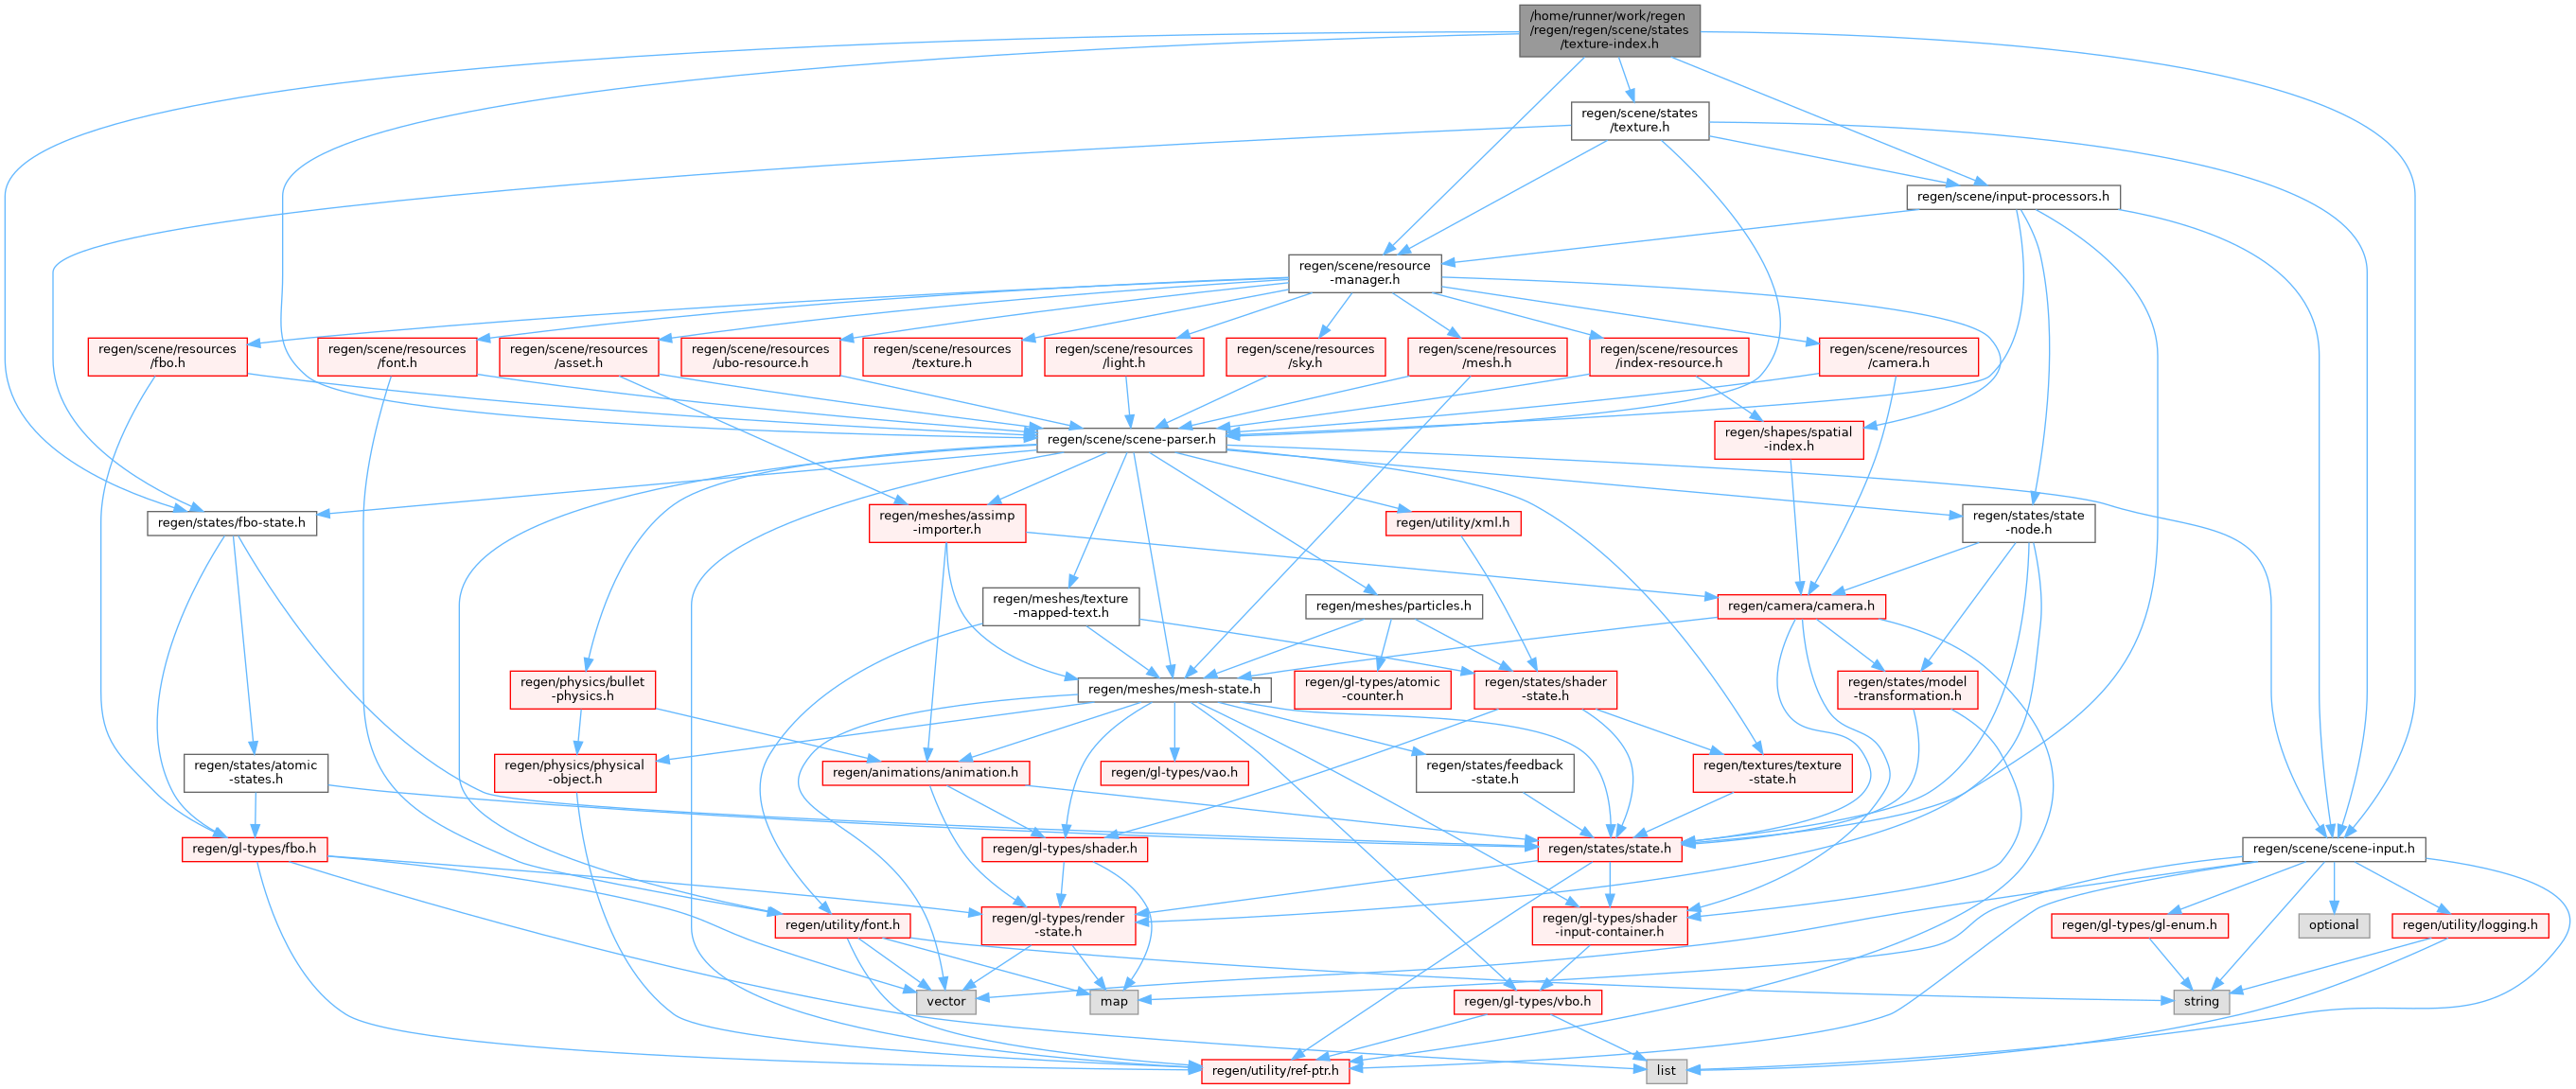 /home/runner/work/regen
/regen/regen/scene/states
/texture-index.h
regen/scene/states
/texture.h
regen/scene/input-processors.h
regen/scene/resource
-manager.h
regen/scene/resources
/fbo.h
regen/scene/resources
/font.h
regen/scene/resources
/asset.h
regen/scene/resources
/ubo-resource.h
regen/scene/resources
/texture.h
regen/scene/resources
/light.h
regen/scene/resources
/sky.h
regen/scene/resources
/mesh.h
regen/scene/resources
/index-resource.h
regen/scene/resources
/camera.h
regen/scene/scene-parser.h
regen/shapes/spatial
-index.h
regen/states/fbo-state.h
regen/meshes/assimp
-importer.h
regen/utility/xml.h
regen/states/state
-node.h
regen/meshes/texture
-mapped-text.h
regen/meshes/particles.h
regen/camera/camera.h
regen/physics/bullet
-physics.h
regen/meshes/mesh-state.h
regen/gl-types/atomic
-counter.h
regen/states/shader
-state.h
regen/states/model
-transformation.h
regen/states/atomic
-states.h
regen/physics/physical
-object.h
regen/animations/animation.h
regen/gl-types/vao.h
regen/states/feedback
-state.h
regen/textures/texture
-state.h
regen/gl-types/fbo.h
regen/gl-types/shader.h
regen/states/state.h
regen/scene/scene-input.h
regen/utility/font.h
regen/gl-types/render
-state.h
regen/gl-types/shader
-input-container.h
regen/gl-types/gl-enum.h
optional
regen/utility/logging.h
vector
map
regen/gl-types/vbo.h
string
regen/utility/ref-ptr.h
list